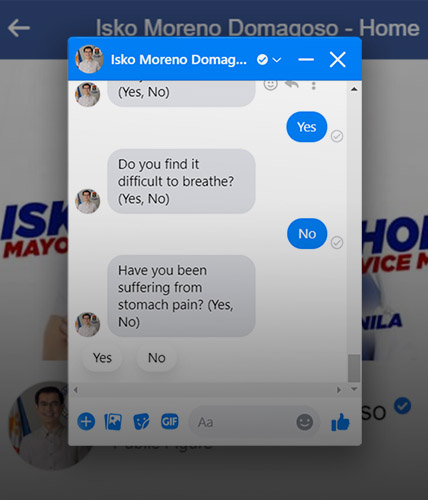 Isko Moreno Domagoso - Home
Isko Moreno Domag...
(Yes, No)
Yes
Do you find it
difficult to breathe?
(Yes, No)
No
Have you been
suffering from
stomach pain? (Yes,
No)
Yes No
GIF Aa
ISK
MAYO
HO
VICE M
NILA
so
Public Figure